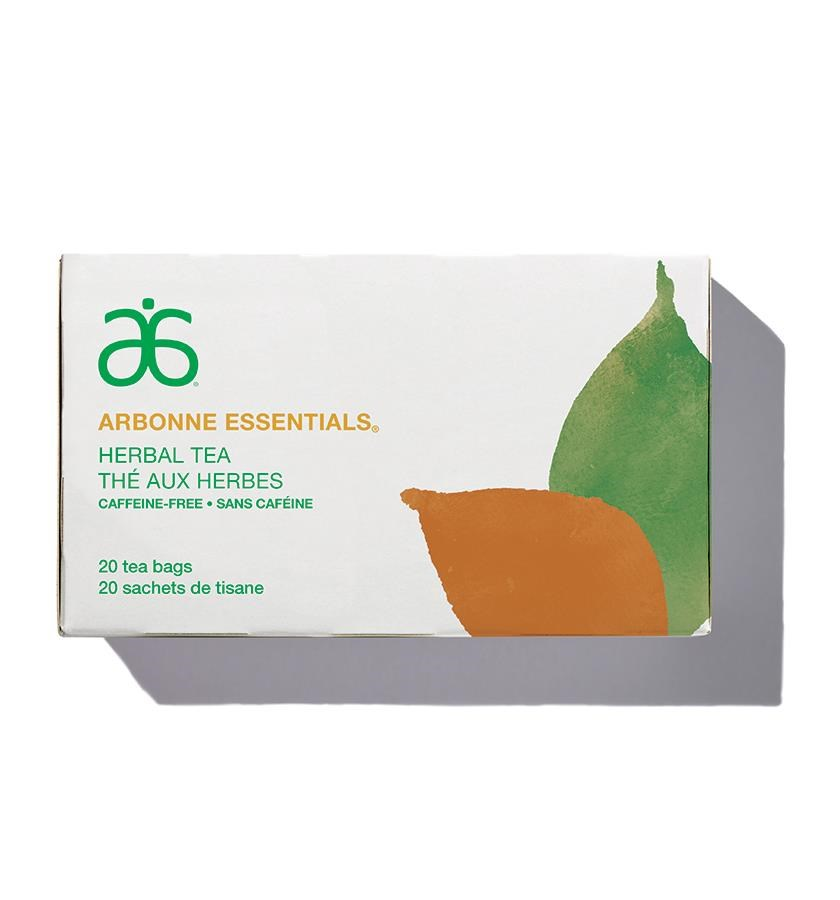 ARBONNE ESSENTIALS®
HERBAL TEA
THÉ AUX HERBES
CAFFEINE-FREE • SANS CAFÉINE
20 tea bags
20 sachets de tisane